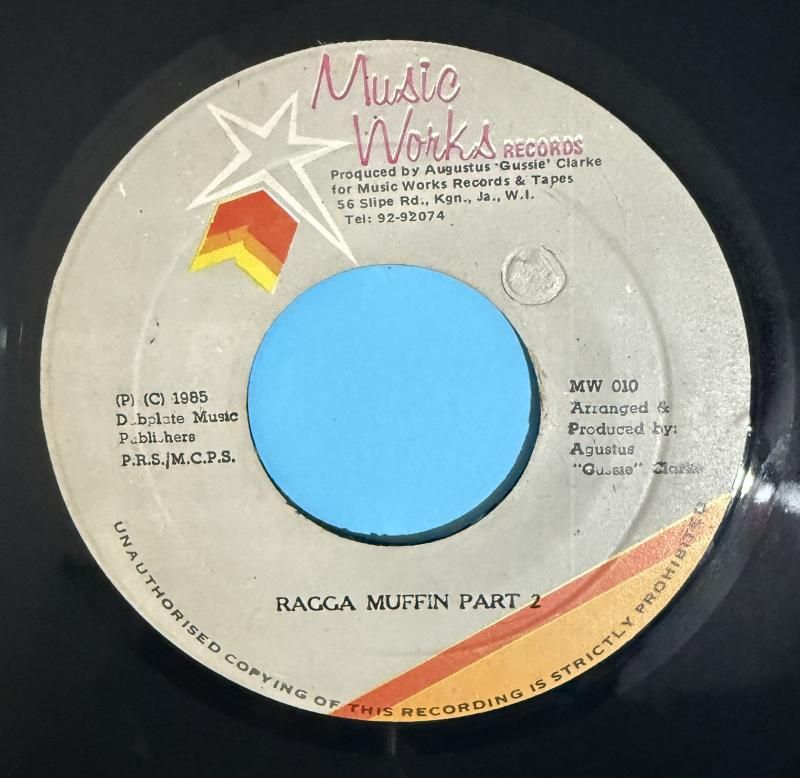 Music
Works RECORDS
Produced by Augustus 'Gussie' Clarke
for Music Works Records & Tapes
56 Slipe Rd., Kgn., Ja., W.I.
Tel: 92-92074
(P) (C) 1985
Dubplate Music
Publishers
P.R.S./M.C.P.S.
MW 010
Arranged &
Produced by:
Agustus
"Gussie" Clarke
RAGGA MUFFIN PART 2
UNAUTHORISED COPYING OF THIS RECORDING IS STRICTLY PROHIBITED